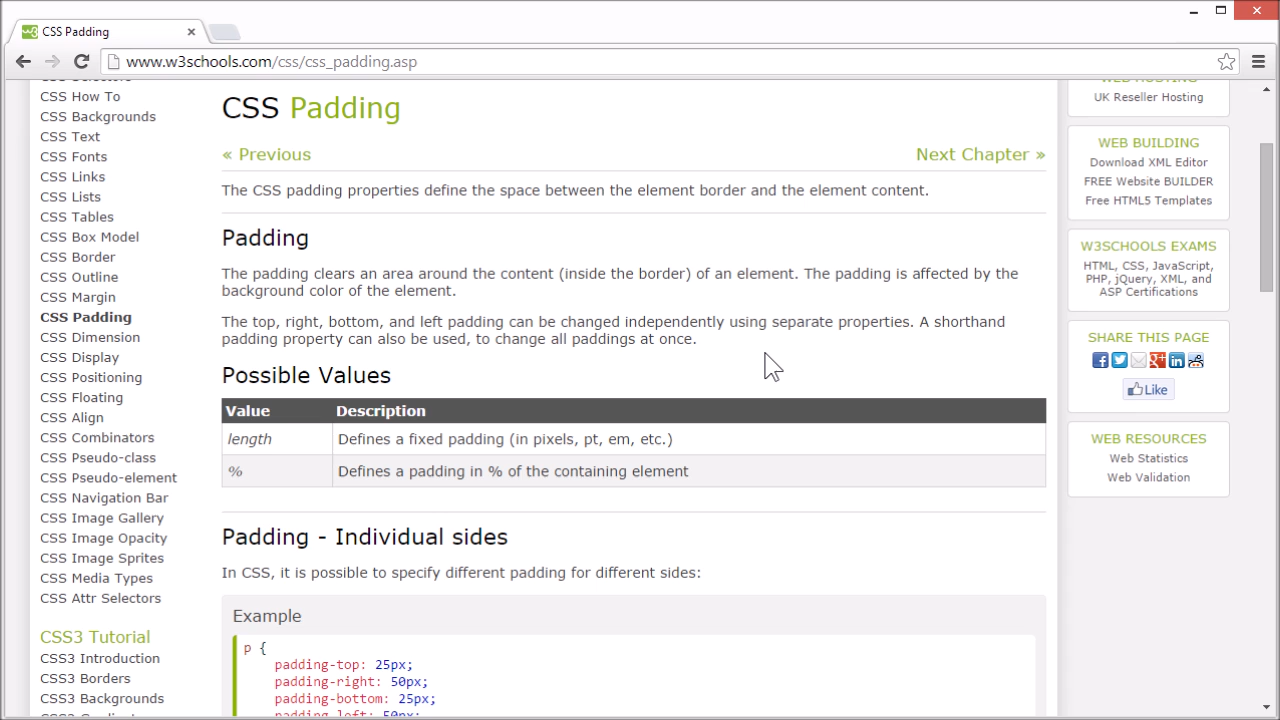 CSS Padding
www.w3schools.com/css/css_padding.asp
CSS Selectors
CSS How To
CSS Backgrounds
CSS Text
CSS Fonts
CSS Links
CSS Lists
CSS Tables
CSS Box Model
CSS Border
CSS Outline
CSS Margin
CSS Padding
CSS Dimension
CSS Display
CSS Positioning
CSS Floating
CSS Align
CSS Combinators
CSS Pseudo-class
CSS Pseudo-element
CSS Navigation Bar
CSS Image Gallery
CSS Image Opacity
CSS Image Sprites
CSS Media Types
CSS Attr Selectors
CSS3 Tutorial
CSS3 Introduction
CSS3 Borders
CSS3 Backgrounds
CSS Padding
« Previous
Next Chapter »
The CSS padding properties define the space between the element border and the element content.
Padding
The padding clears an area around the content (inside the border) of an element. The padding is affected by the
background color of the element.
The top, right, bottom, and left padding can be changed independently using separate properties. A shorthand
padding property can also be used, to change all paddings at once.
Possible Values
Value Description
length Defines a fixed padding (in pixels, pt, em, etc.)
% Defines a padding in % of the containing element
Padding - Individual sides
In CSS, it is possible to specify different padding for different sides:
Example
p {
padding-top: 25px;
padding-right: 50px;
padding-bottom: 25px;
padding-left: 50px;
WEB HOSTING
UK Reseller Hosting
WEB BUILDING
Download XML Editor
FREE Website BUILDER
Free HTML5 Templates
W3SCHOOLS EXAMS
HTML, CSS, JavaScript,
PHP, jQuery, XML, and
ASP Certifications
SHARE THIS PAGE
Like
WEB RESOURCES
Web Statistics
Web Validation